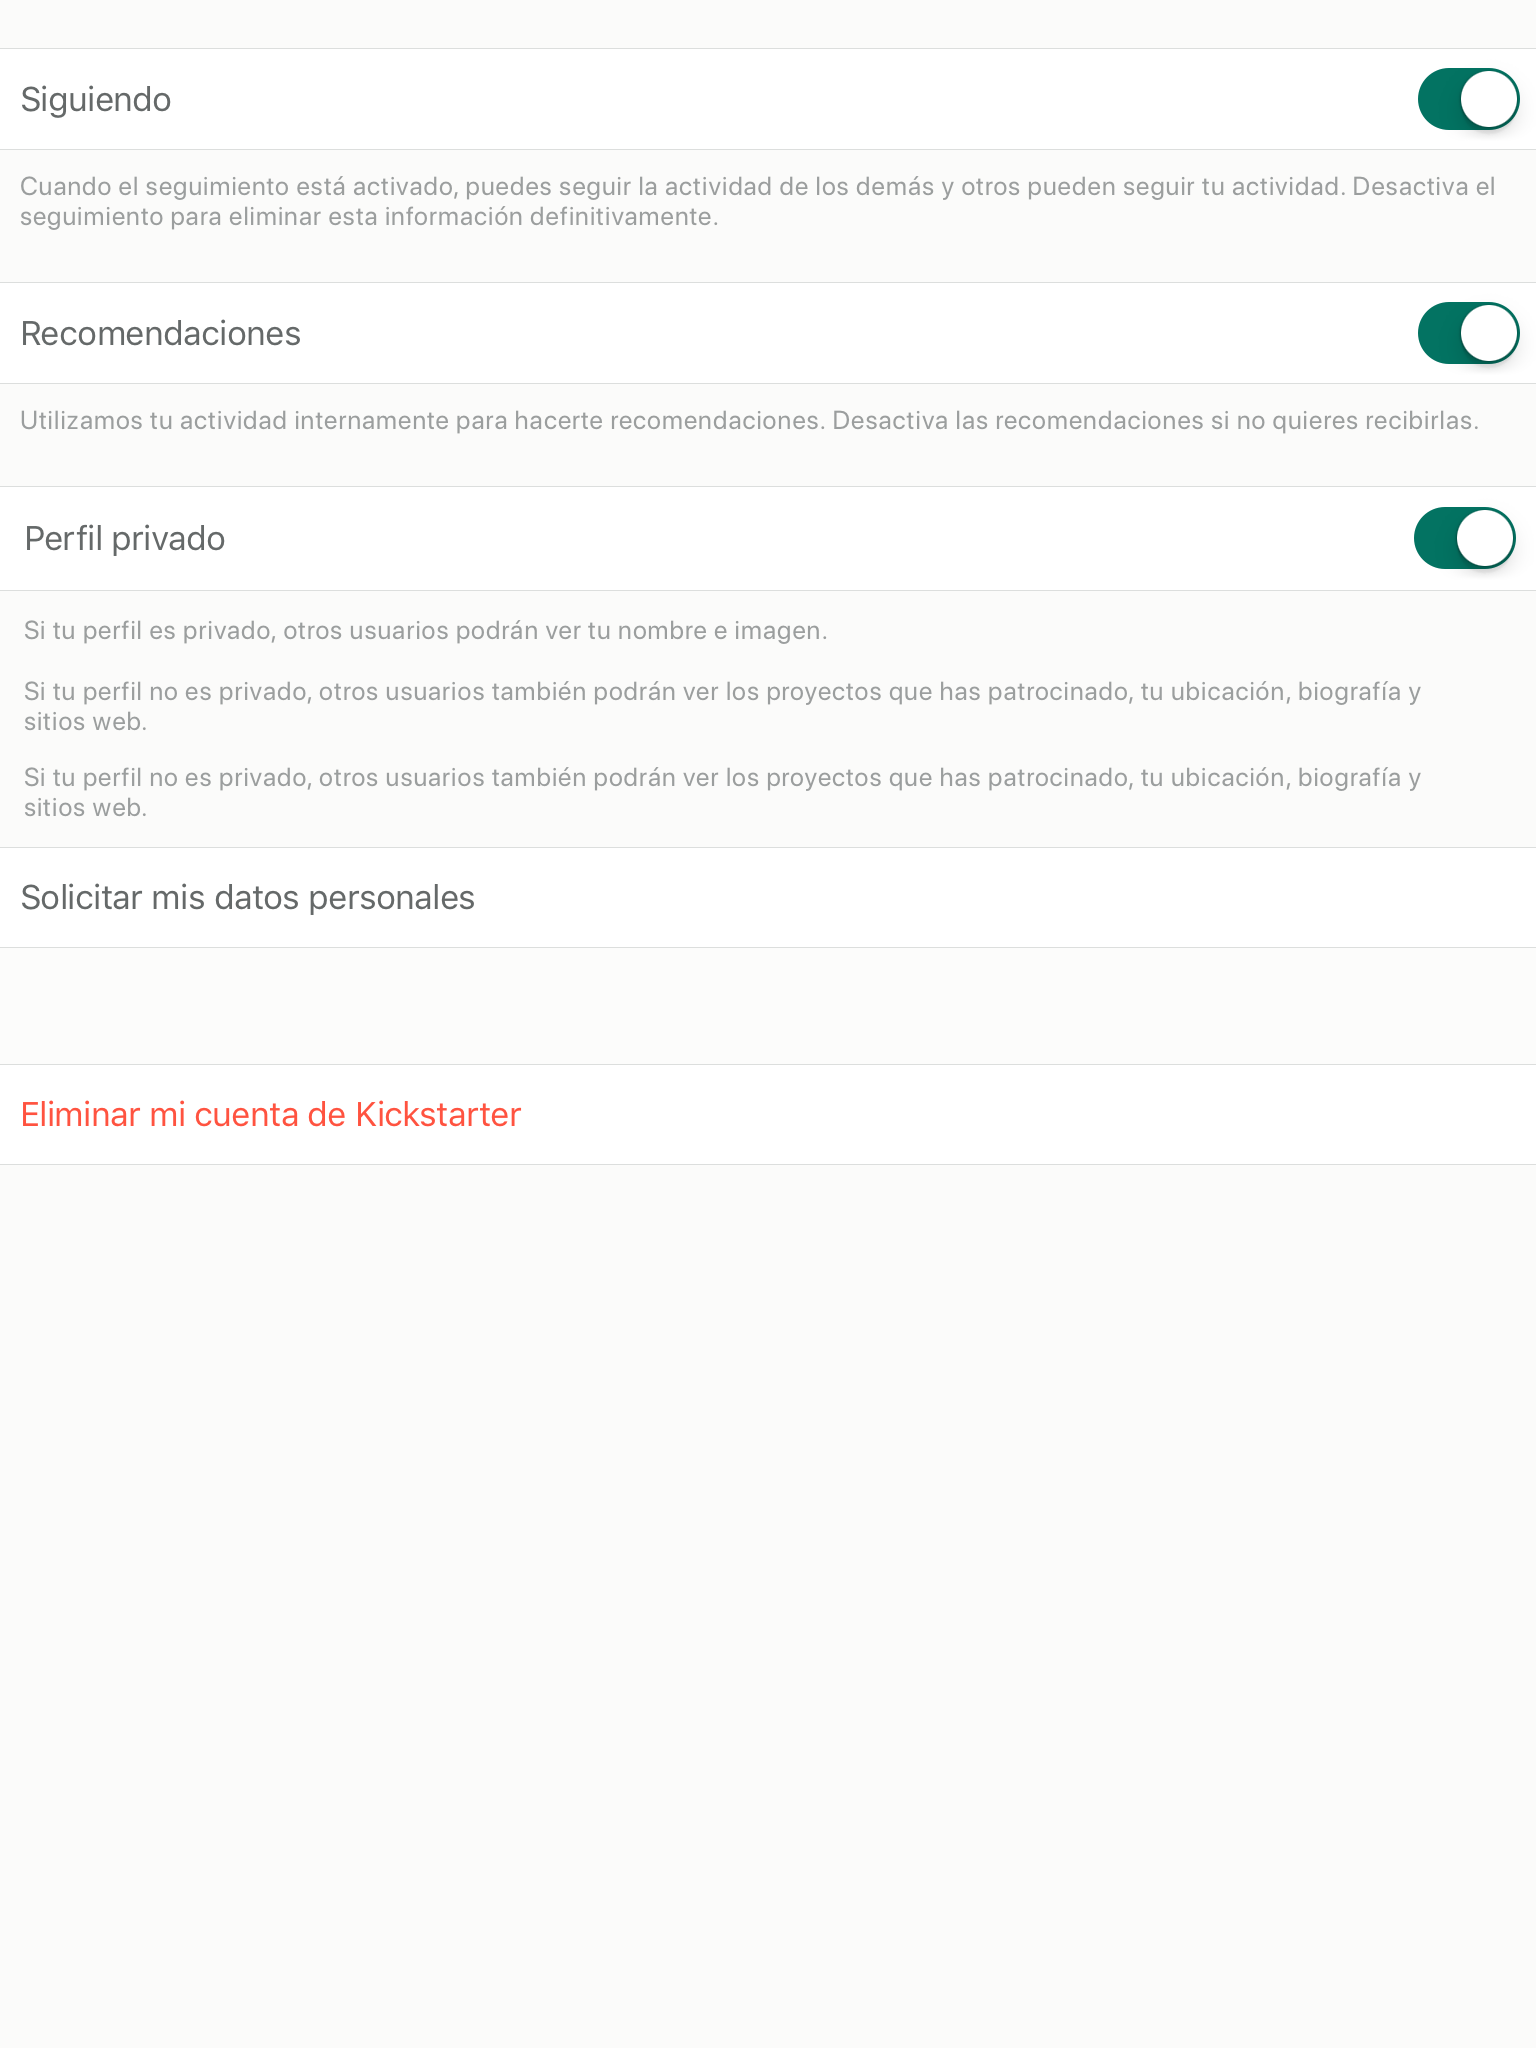 Siguiendo
Cuando el seguimiento está activado, puedes seguir la actividad de los demás y otros pueden seguir tu actividad. Desactiva el
seguimiento para eliminar esta información definitivamente.
Recomendaciones
Utilizamos tu actividad internamente para hacerte recomendaciones. Desactiva las recomendaciones si no quieres recibirlas.
Perfil privado
Si tu perfil es privado, otros usuarios podrán ver tu nombre e imagen.
Si tu perfil no es privado, otros usuarios también podrán ver los proyectos que has patrocinado, tu ubicación, biografía y
sitios web.
Si tu perfil no es privado, otros usuarios también podrán ver los proyectos que has patrocinado, tu ubicación, biografía y
sitios web.
Solicitar mis datos personales
Eliminar mi cuenta de Kickstarter